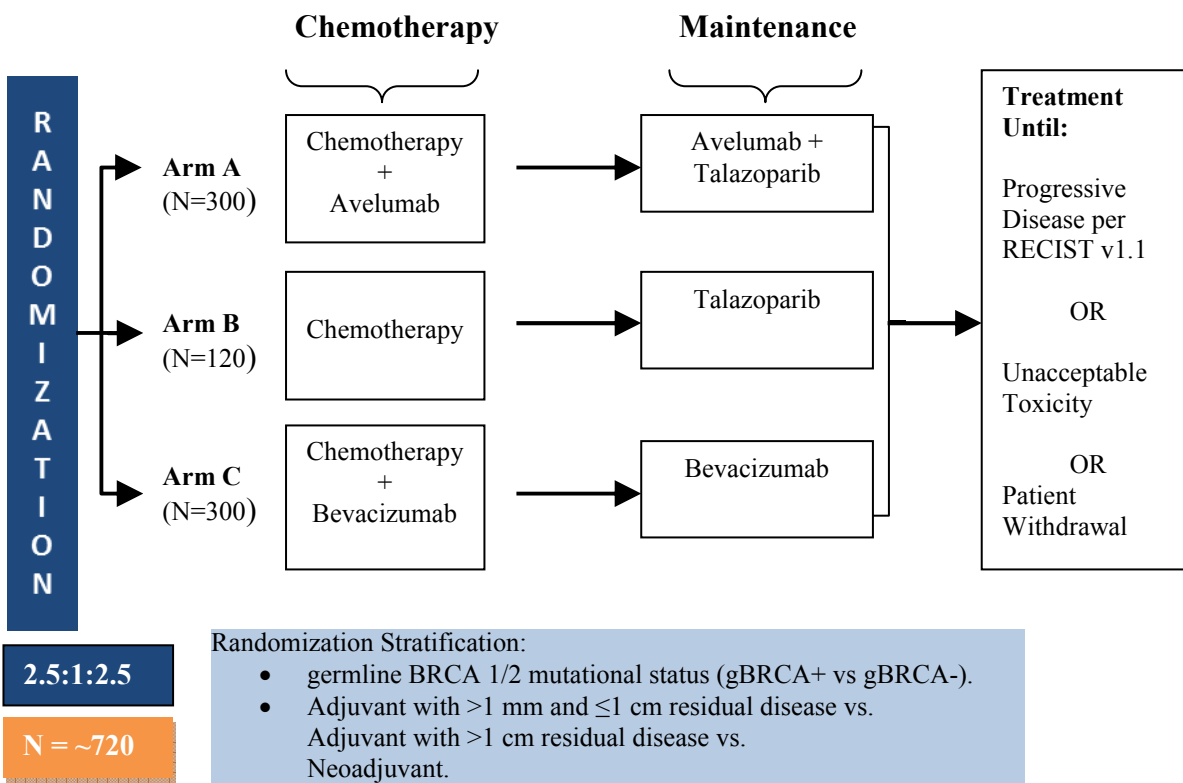 Chemotherapy
Maintenance
RANDOMIZATION
Arm A
(N=300)
Chemotherapy
+
Avelumab
Avelumab +
Talazoparib
Arm B
(N=120)
Chemotherapy
Talazoparib
Arm C
(N=300)
Chemotherapy
+
Bevacizumab
Bevacizumab
Treatment
Until:
Progressive
Disease per
RECIST v1.1
OR
Unacceptable
Toxicity
OR
Patient
Withdrawal
2.5:1:2.5
N = ~720
Randomization Stratification:
• germline BRCA 1/2 mutational status (gBRCA+ vs gBRCA-).
• Adjuvant with >1 mm and ≤1 cm residual disease vs.
Adjuvant with >1 cm residual disease vs.
Neoadjuvant.